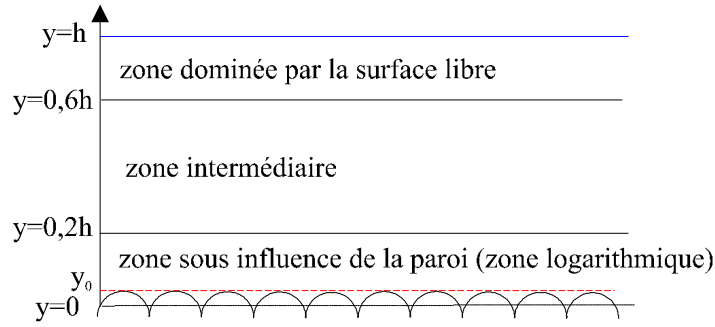 y=h
zone dominée par la surface libre
y=0,6h
zone intermédiaire
y=0,2h
zone sous influence de la paroi (zone logarithmique)
y₀
y=0